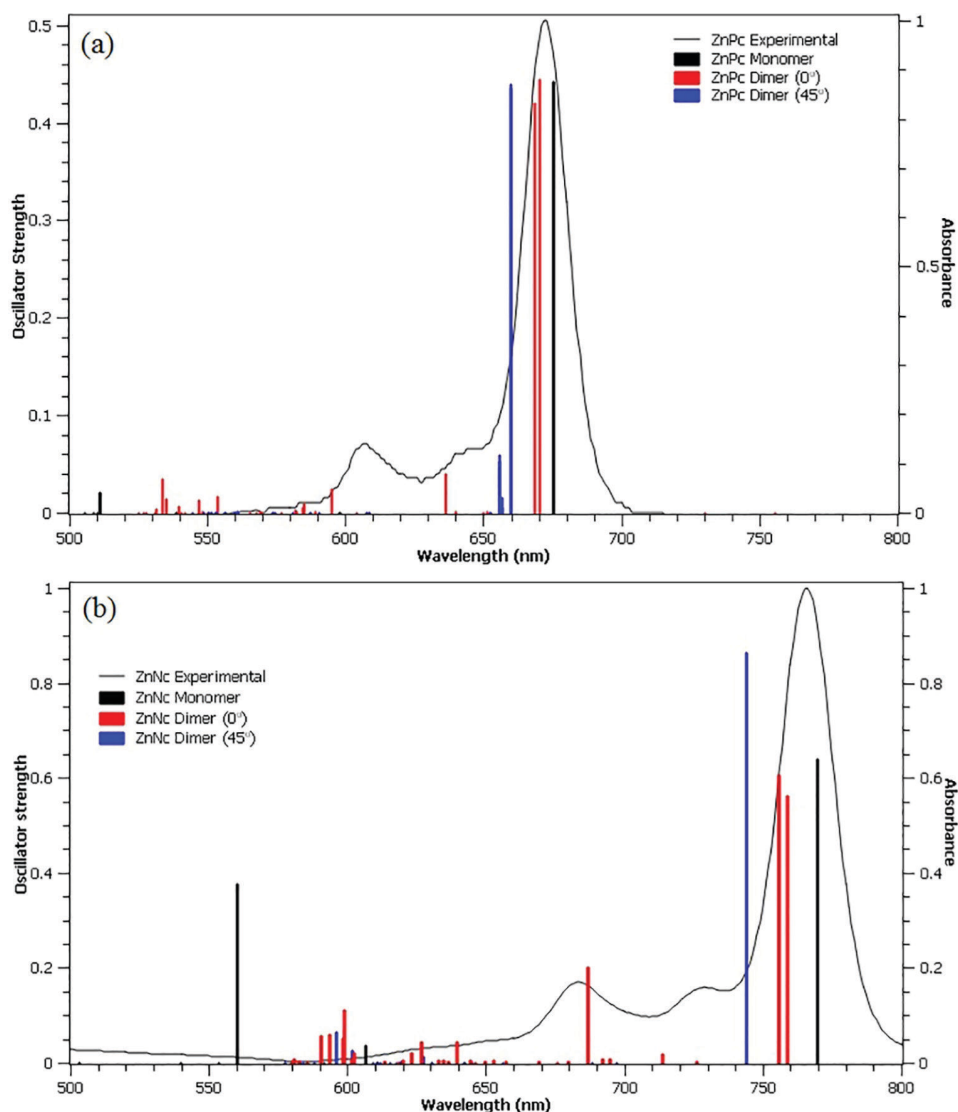 (a)
0.5
0.4
0.3
0.2
0.1
0
Oscillator Strength
1
0.5
0
Absorbance
ZnPc Experimental
ZnPc Monomer
ZnPc Dimer (0°)
ZnPc Dimer (45°)
500
550
600
650
700
750
800
Wavelength (nm)
(b)
1
0.8
0.6
0.4
0.2
0
Oscillator strength
1
0.8
0.6
0.4
0.2
0
Absorbance
ZnNc Experimental
ZnNc Monomer
ZnNc Dimer (0°)
ZnNc Dimer (45°)
500
550
600
650
700
750
800
Wavelength (nm)